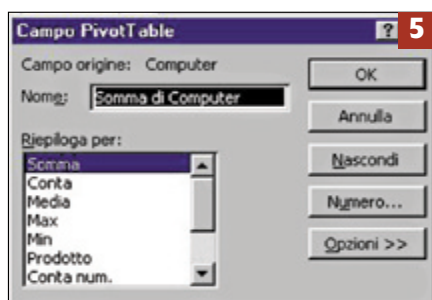 Campo PivotTable ? 5
Campo origine: Computer
Nome: Somma di Computer
Riepiloga per:
Somma
Conta
Media
Max
Min
Prodotto
Conta num.
OK
Annulla
Nascondi
Numero...
Opzioni >>